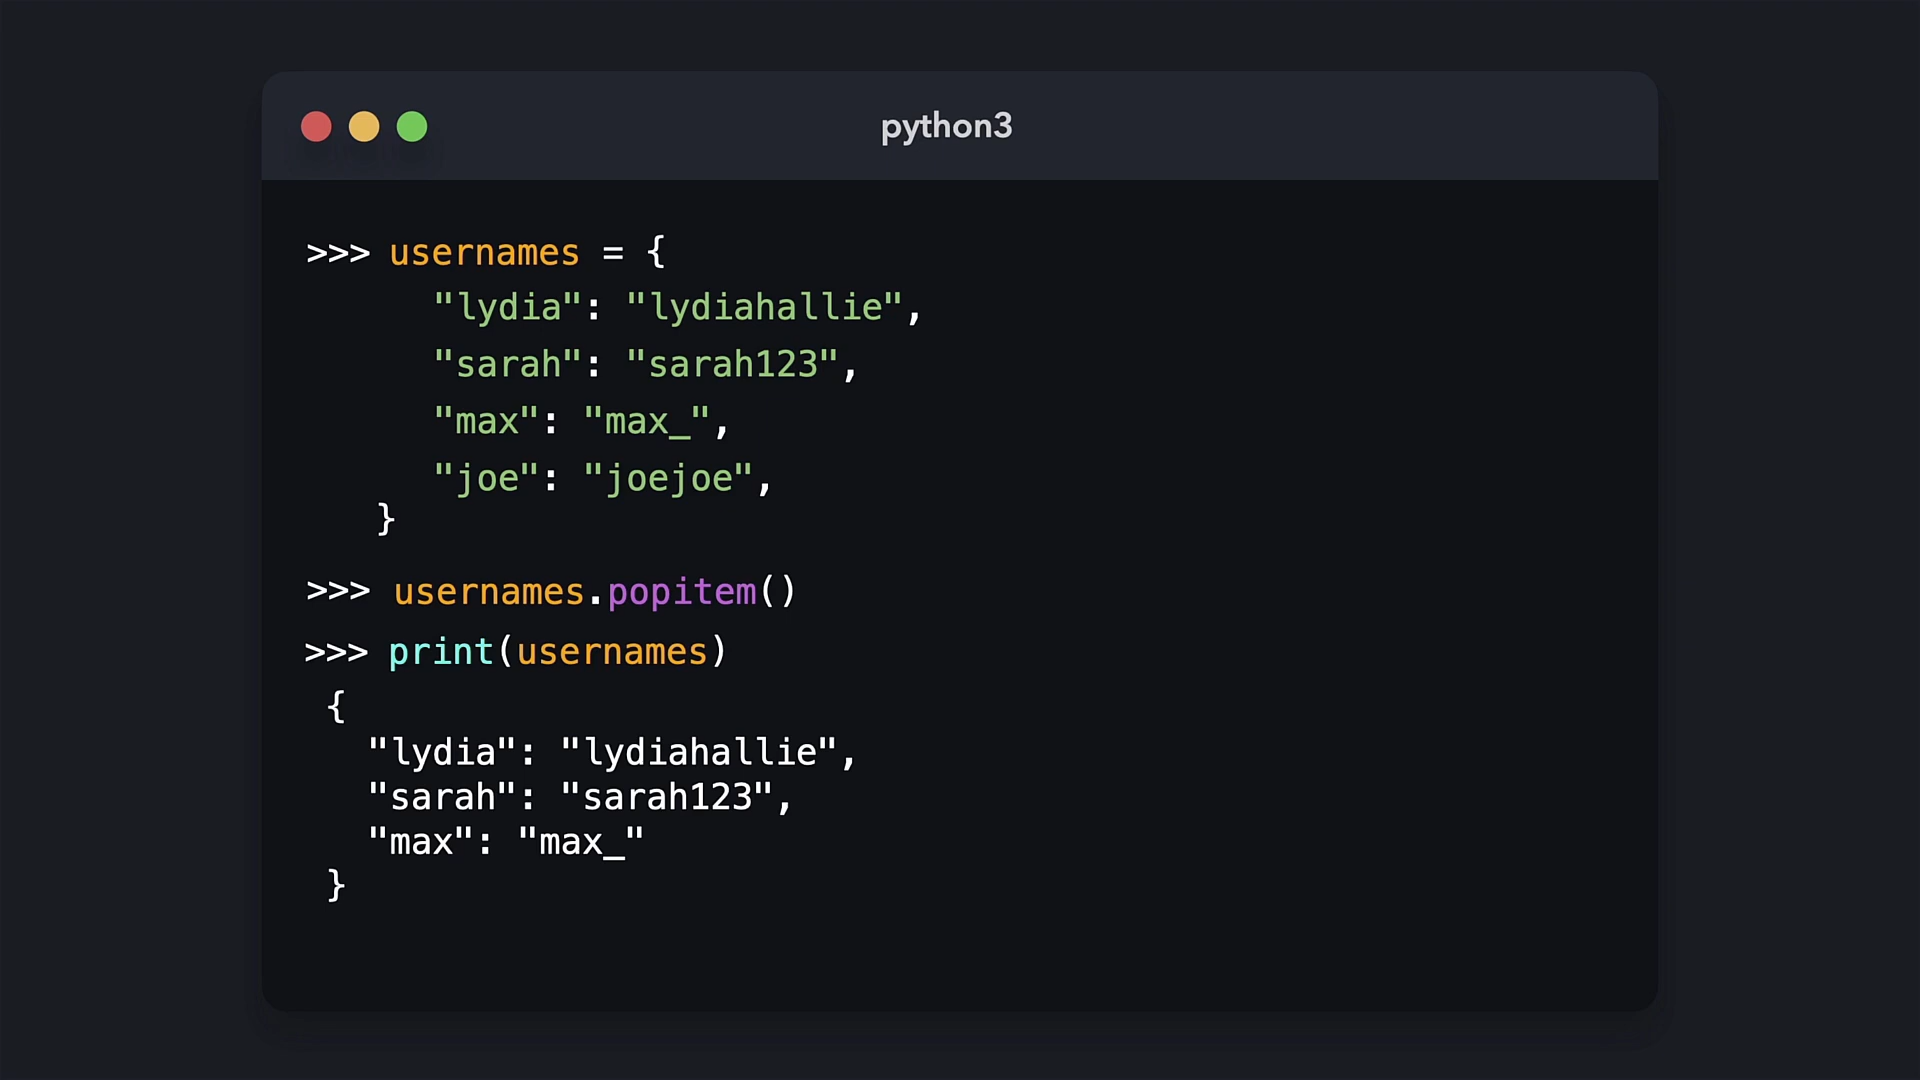 python3
>>> usernames = {
"lydia": "lydiahallie",
"sarah": "sarah123",
"max": "max_",
"joe": "joejoe",
}
>>> usernames.popitem()
>>> print(usernames)
{
"lydia": "lydiahallie",
"sarah": "sarah123",
"max": "max_"
}